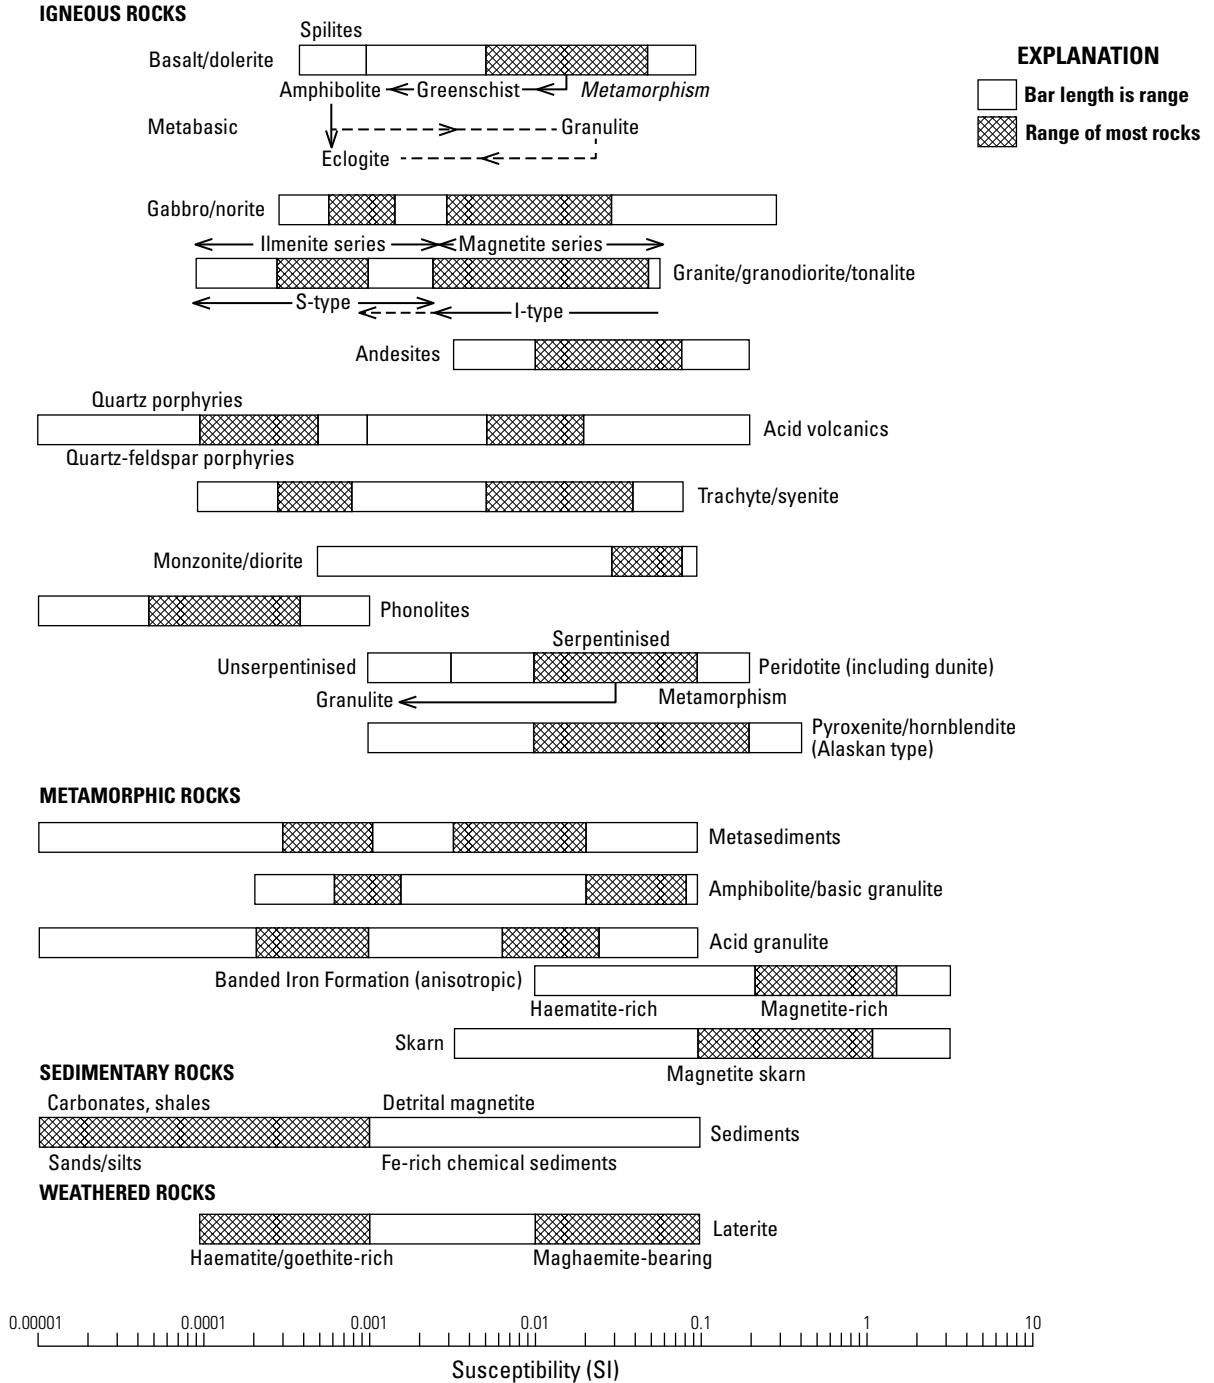 IGNEOUS ROCKS
Spilites
Basalt/dolerite
Amphibolite Greenschist Metamorphism
Metabasic Granulite
Eclogite
Gabbro/norite
Ilmenite series Magnetite series
Granite/granodiorite/tonalite
S-type
I-type
Andesites
Quartz porphyries
Acid volcanics
Quartz-feldspar porphyries
Trachyte/syenite
Monzonite/diorite
Phonolites
Serpentinised
Unserpentinised Peridotite (including dunite)
Granulite Metamorphism
Pyroxenite/hornblendite
(Alaskan type)
EXPLANATION
Bar length is range
Range of most rocks
METAMORPHIC ROCKS
Metasediments
Amphibolite/basic granulite
Acid granulite
Banded Iron Formation (anisotropic)
Haematite-rich Magnetite-rich
Skarn
Magnetite skarn
SEDIMENTARY ROCKS
Carbonates, shales Detrital magnetite
Sediments
Sands/silts Fe-rich chemical sediments
WEATHERED ROCKS
Laterite
Haematite/goethite-rich Maghaemite-bearing
0.00001 0.0001 0.001 0.01 0.1 1 10
Susceptibility (SI)